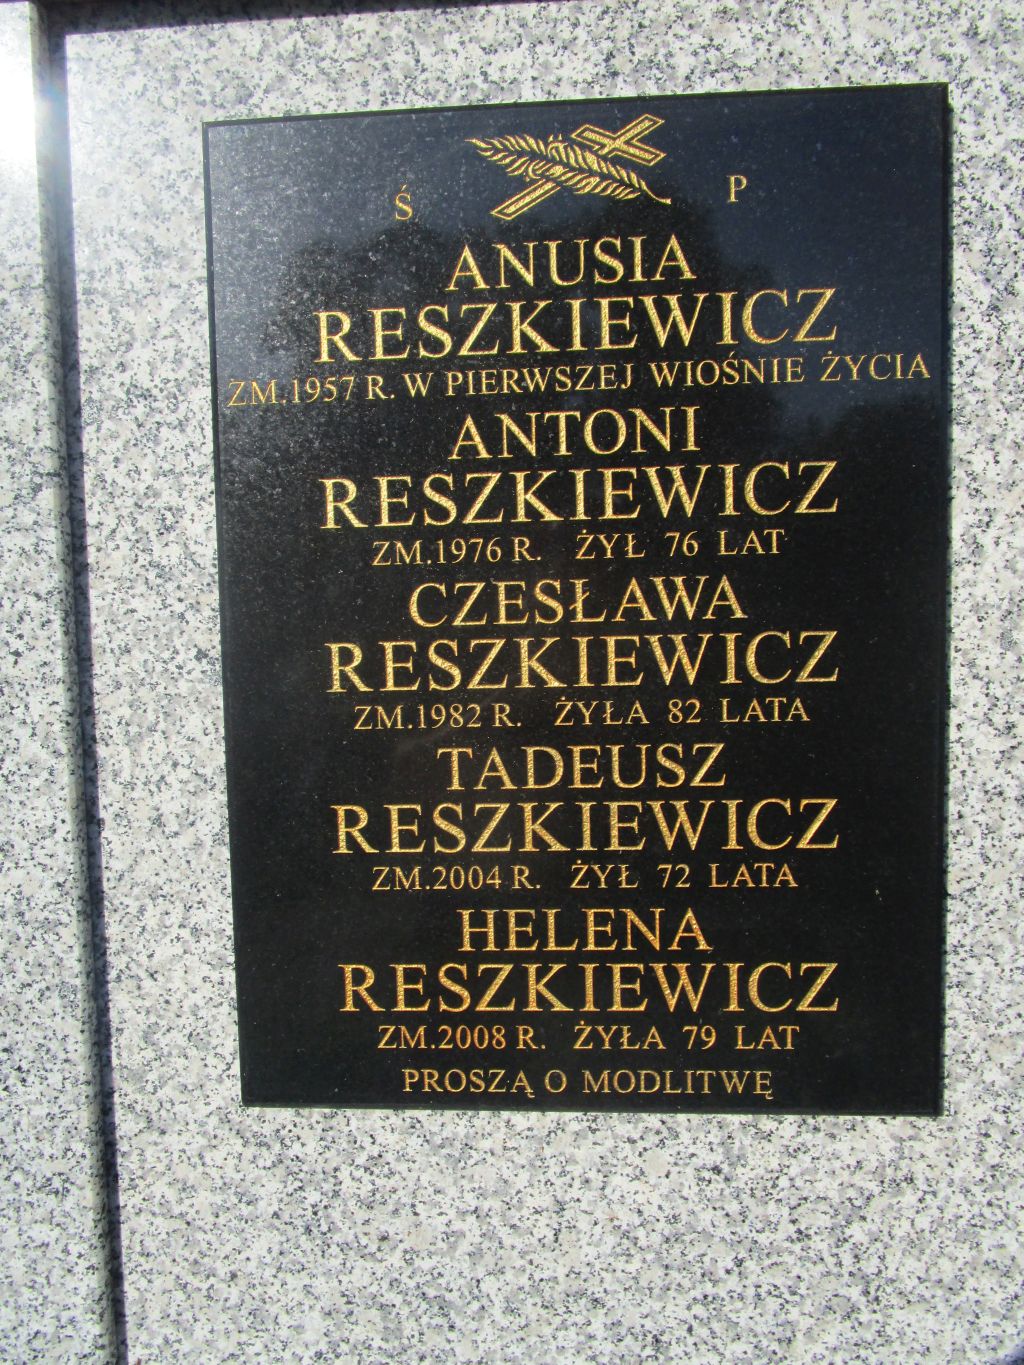 Ś P
ANUSIA
RESZKIEWICZ
ZM.1957 R. W PIERWSZEJ WIOŚNIE ŻYCIA
ANTONI
RESZKIEWICZ
ZM.1976 R. ŻYŁ 76 LAT
CZESŁAWA
RESZKIEWICZ
ZM.1982 R. ŻYŁA 82 LATA
TADEUSZ
RESZKIEWICZ
ZM.2004 R. ŻYŁ 72 LATA
HELENA
RESZKIEWICZ
ZM.2008 R. ŻYŁA 79 LAT
PROSZĄ O MODLITWĘ